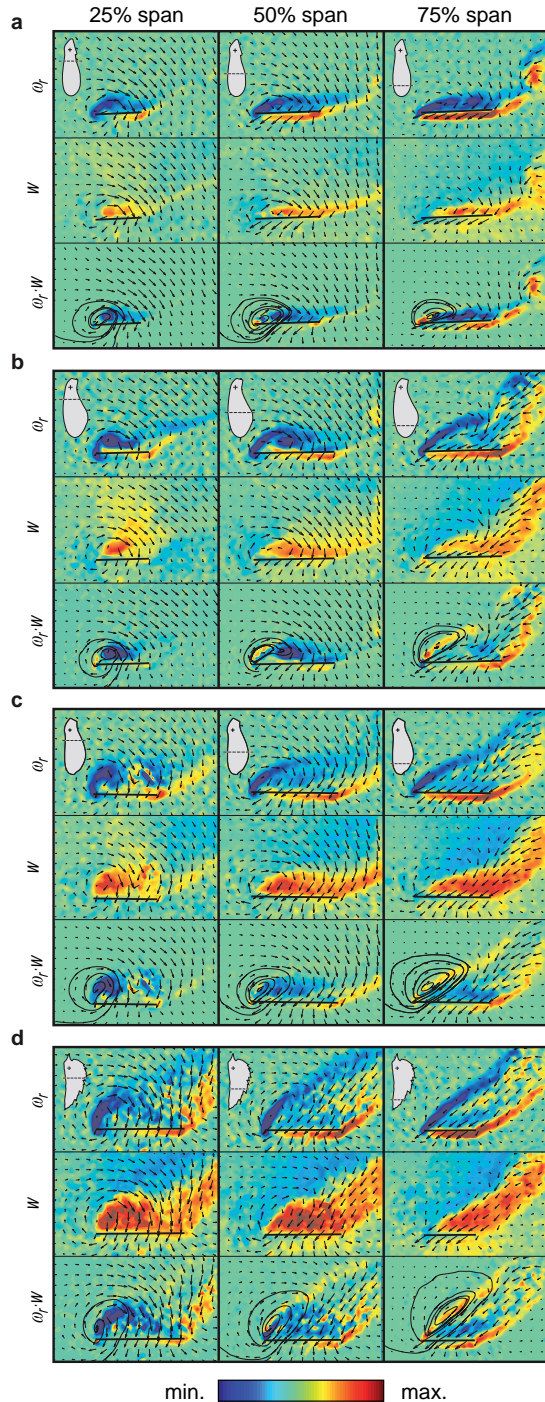 25% span 50% span 75% span
a
ωr
w
ωr·w
b
ωr
w
ωr·w
c
ωr
w
ωr·w
d
ωr
w
ωr·w
min. max.